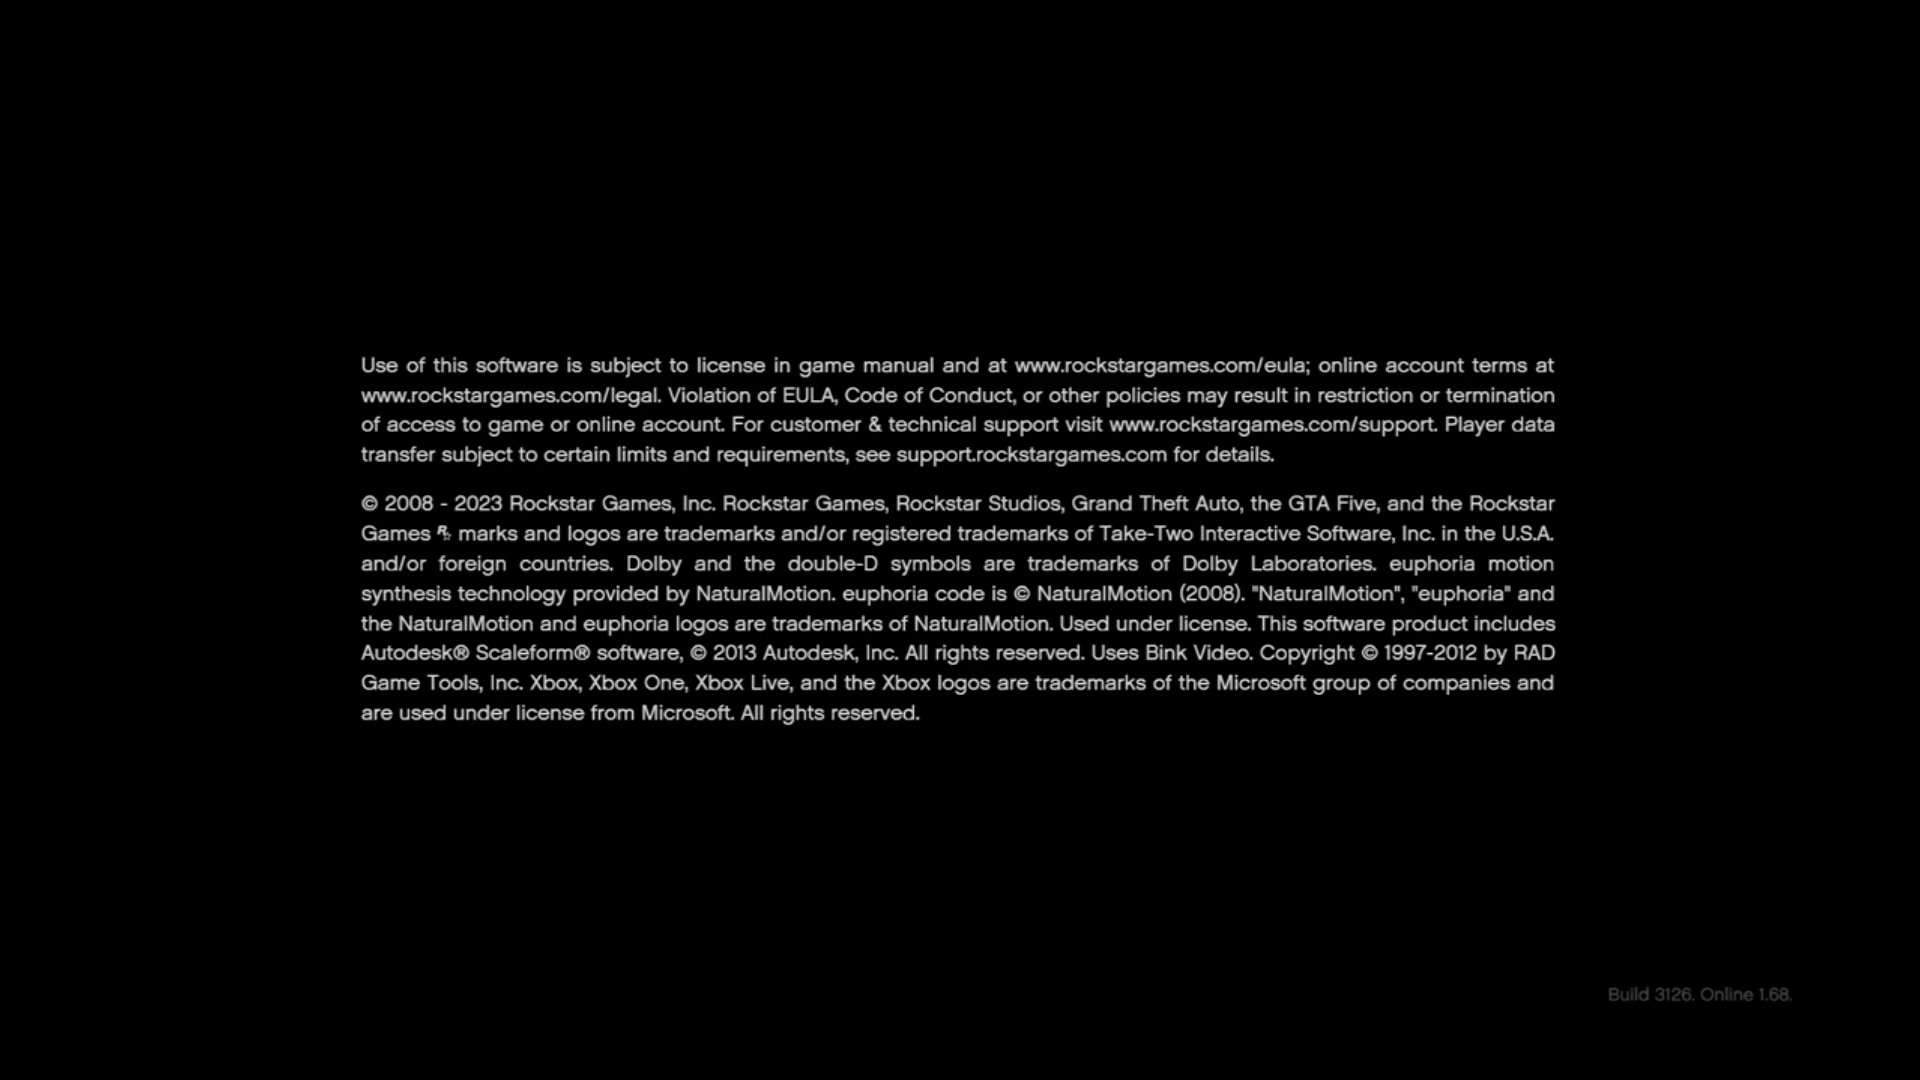 Use of this software is subject to license in game manual and at www.rockstargames.com/eula; online account terms at
www.rockstargames.com/legal. Violation of EULA, Code of Conduct, or other policies may result in restriction or termination
of access to game or online account. For customer & technical support visit www.rockstargames.com/support. Player data
transfer subject to certain limits and requirements, see support.rockstargames.com for details.
© 2008 - 2023 Rockstar Games, Inc. Rockstar Games, Rockstar Studios, Grand Theft Auto, the GTA Five, and the Rockstar
Games R* marks and logos are trademarks and/or registered trademarks of Take-Two Interactive Software, Inc. in the U.S.A.
and/or foreign countries. Dolby and the double-D symbols are trademarks of Dolby Laboratories. euphoria motion
synthesis technology provided by NaturalMotion. euphoria code is © NaturalMotion (2008). "NaturalMotion", "euphoria" and
the NaturalMotion and euphoria logos are trademarks of NaturalMotion. Used under license. This software product includes
Autodesk® Scaleform® software, © 2013 Autodesk, Inc. All rights reserved. Uses Bink Video. Copyright © 1997-2012 by RAD
Game Tools, Inc. Xbox, Xbox One, Xbox Live, and the Xbox logos are trademarks of the Microsoft group of companies and
are used under license from Microsoft. All rights reserved.
Build 3126. Online 1.68.